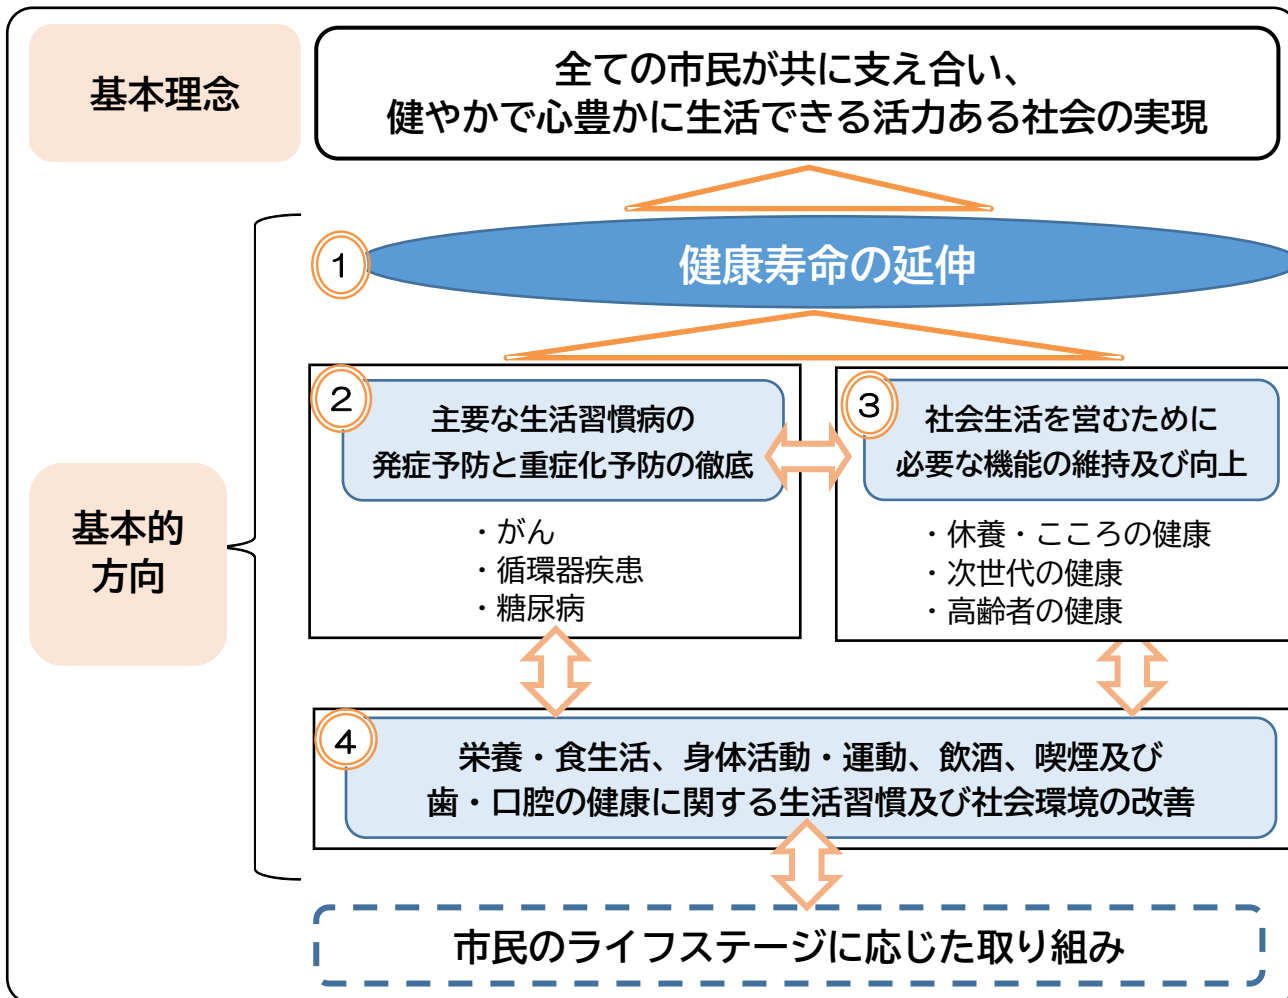 基本理念
全ての市民が共に支え合い、
健やかで心豊かに生活できる活力ある社会の実現
基本的
方向
1
健康寿命の延伸
2
主要な生活習慣病の
発症予防と重症化予防の徹底
・がん
・循環器疾患
・糖尿病
3
社会生活を営むために
必要な機能の維持及び向上
・休養・こころの健康
・次世代の健康
・高齢者の健康
4
栄養・食生活、身体活動・運動、飲酒、喫煙及び
歯・口腔の健康に関する生活習慣及び社会環境の改善
市民のライフステージに応じた取り組み